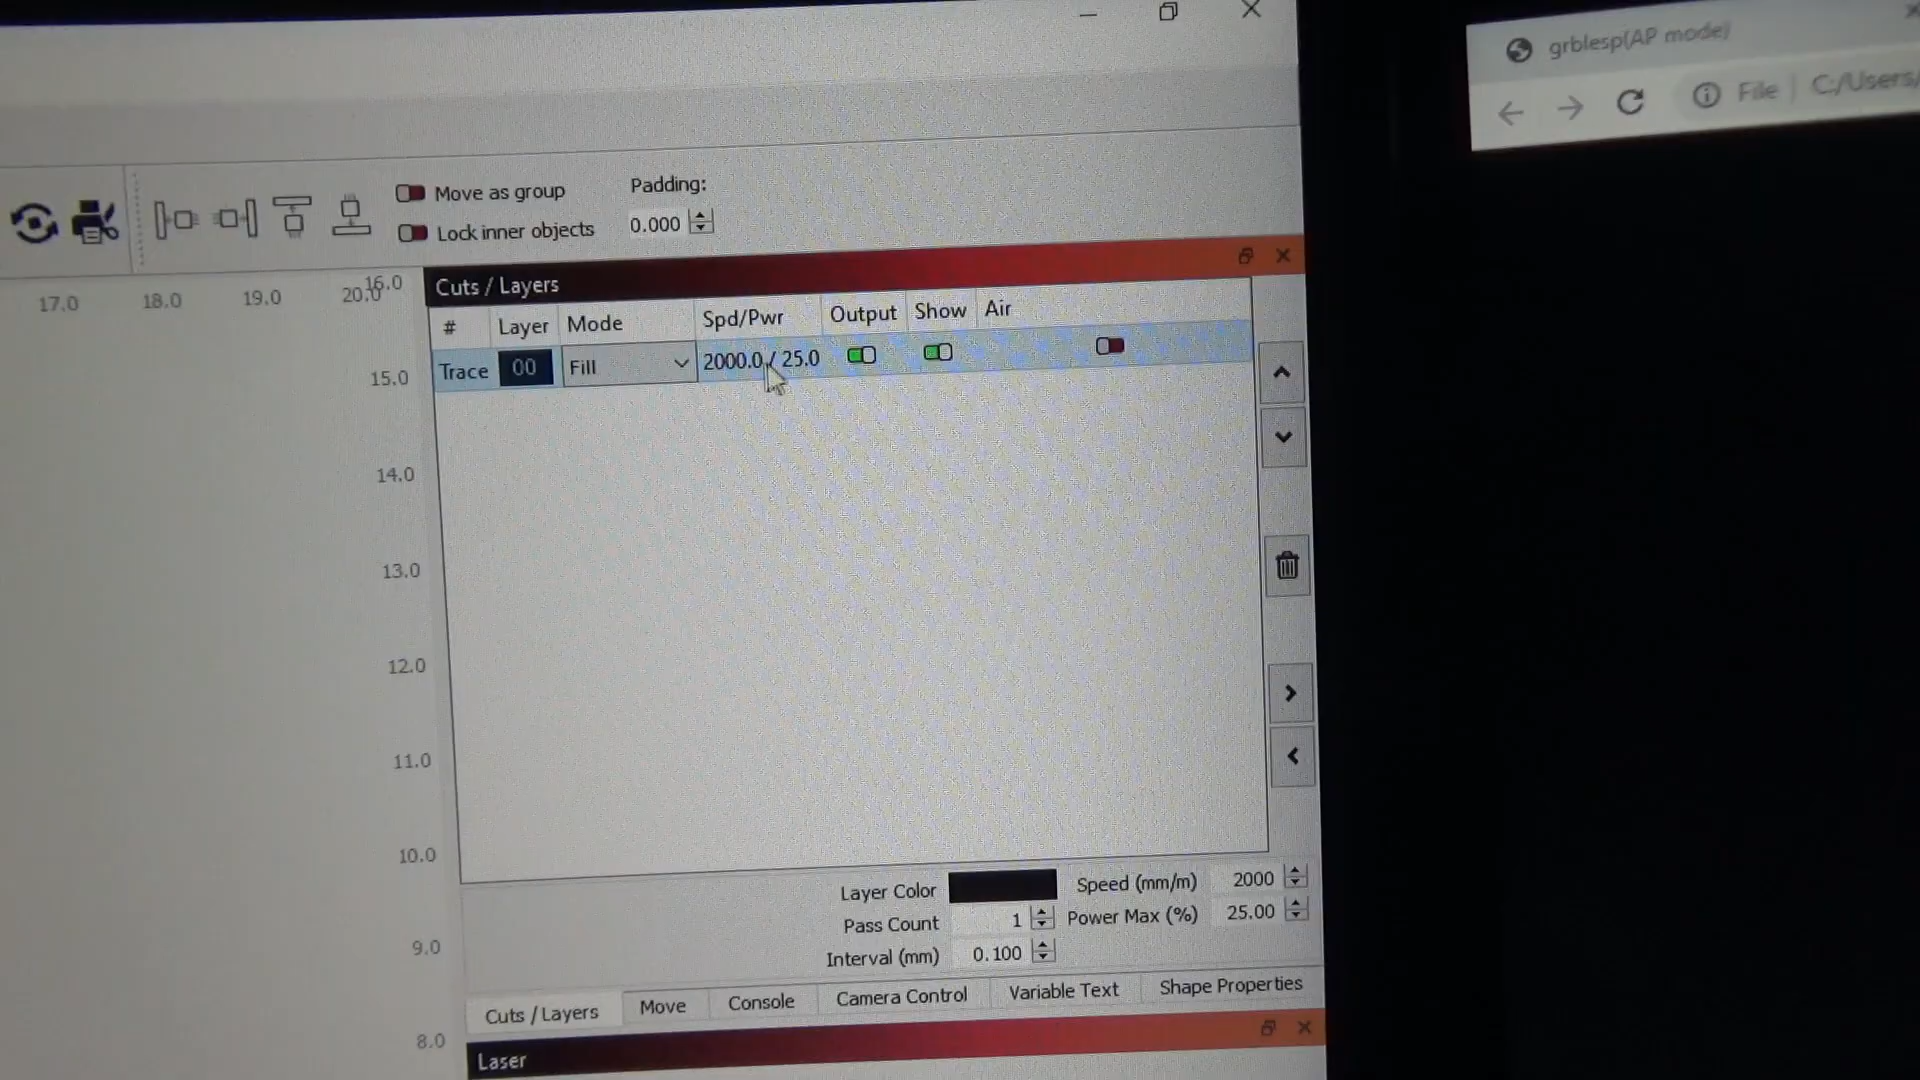 grblesp(AP mode)
File
C:/Users/
Move as group
Lock inner objects
Padding:
0.000
17.0 18.0 19.0 20.0 16.0
15.0
14.0
13.0
12.0
11.0
10.0
9.0
8.0
Cuts / Layers
# Layer Mode Spd/Pwr Output Show Air
Trace 00 Fill 2000.0 / 25.0
Layer Color Speed (mm/m) 2000
Pass Count 1 Power Max (%) 25.00
Interval (mm) 0.100
Cuts / Layers Move Console Camera Control Variable Text Shape Properties
Laser